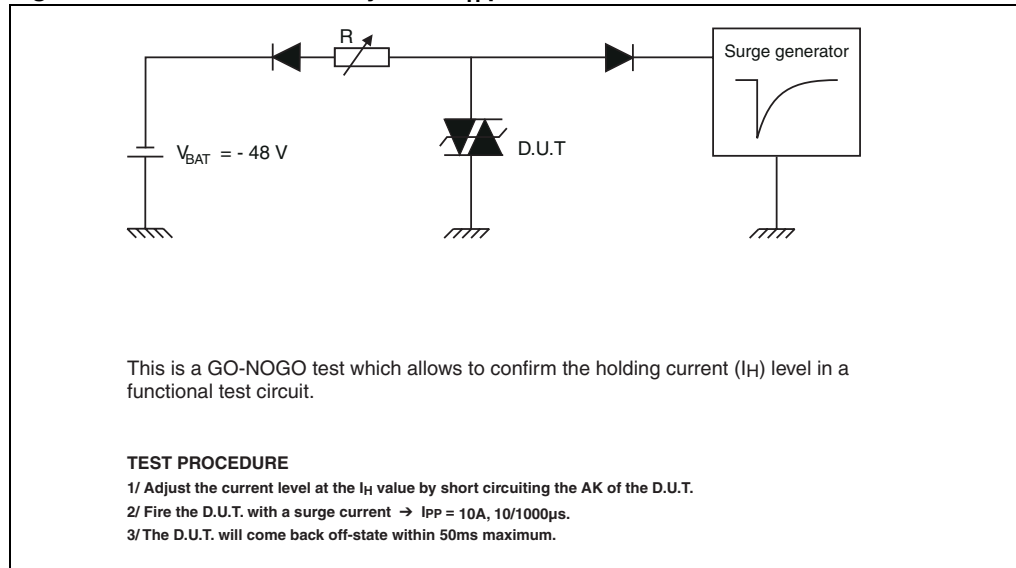 R
Surge generator
VBAT = - 48 V
D.U.T
This is a GO-NOGO test which allows to confirm the holding current (IH) level in a
functional test circuit.
TEST PROCEDURE
1/ Adjust the current level at the IH value by short circuiting the AK of the D.U.T.
2/ Fire the D.U.T. with a surge current → IPP = 10A, 10/1000µs.
3/ The D.U.T. will come back off-state within 50ms maximum.